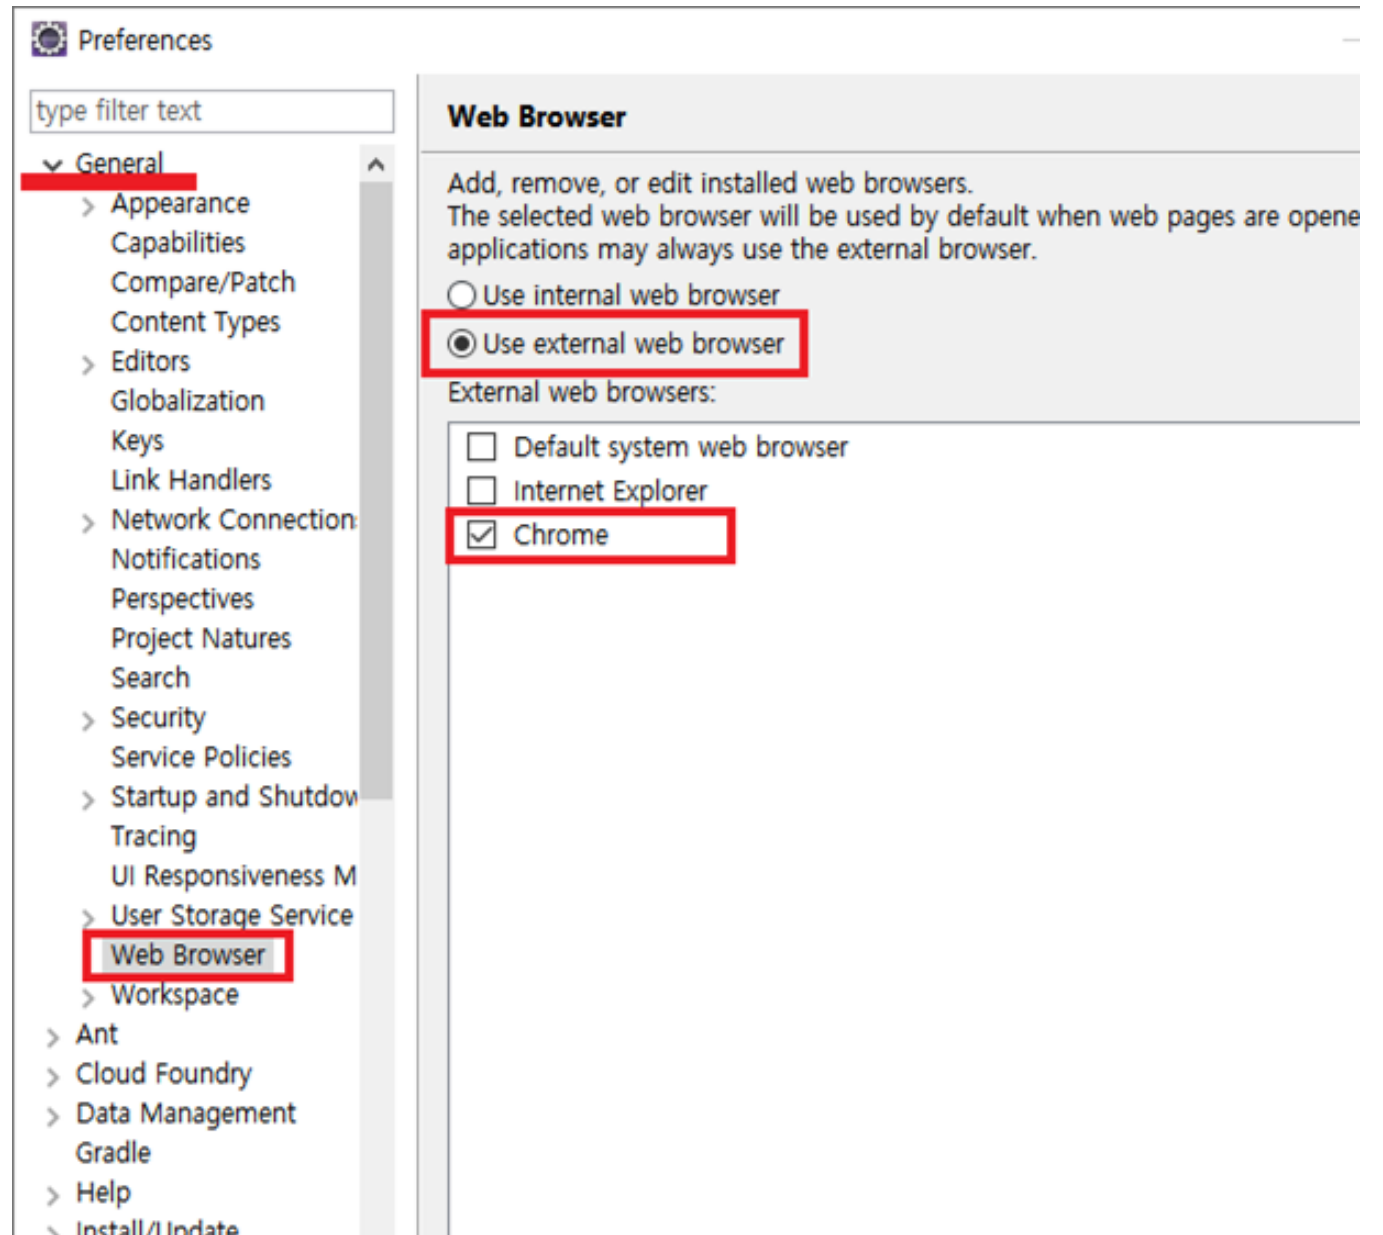 Preferences
type filter text
General
Appearance
Capabilities
Compare/Patch
Content Types
Editors
Globalization
Keys
Link Handlers
Network Connection
Notifications
Perspectives
Project Natures
Search
Security
Service Policies
Startup and Shutdow
Tracing
UI Responsiveness M
User Storage Service
Web Browser
Workspace
Ant
Cloud Foundry
Data Management
Gradle
Help
Install/Update
Web Browser
Add, remove, or edit installed web browsers.
The selected web browser will be used by default when web pages are opene
applications may always use the external browser.
Use internal web browser
Use external web browser
External web browsers:
Default system web browser
Internet Explorer
Chrome